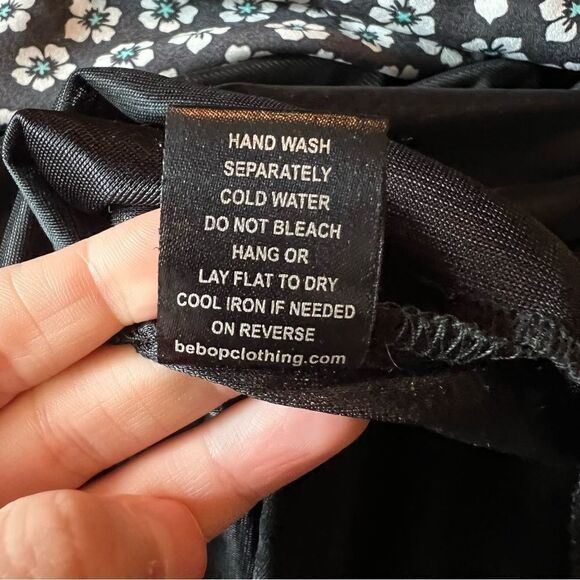 HAND WASH
SEPARATELY
COLD WATER
DO NOT BLEACH
HANG OR
LAY FLAT TO DRY
COOL IRON IF NEEDED
ON REVERSE
bebopclothing.com